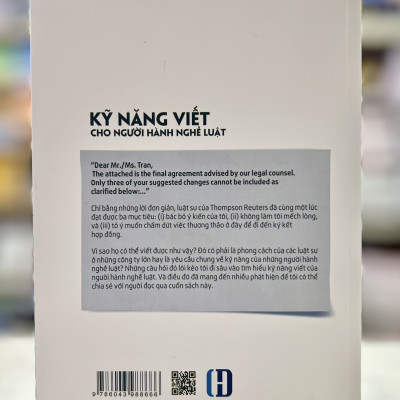 KỸ NĂNG VIẾT
CHO NGƯỜI HÀNH NGHỀ LUẬT
"Dear Mr./Ms. Tran,
The attached is the final agreement advised by our legal counsel.
Only three of your suggested changes cannot be included as
clarified below:..."
Chỉ bằng những lời đơn giản, luật sư của Thompson Reuters đã cùng một lúc
đạt được ba mục tiêu: (i) bác bỏ ý kiến của tôi, (ii) không làm tôi mếch lòng,
và (iii) tỏ ý muốn chấm dứt việc thương thảo ở đây để đi đến ký kết
hợp đồng.
Vì sao họ có thể viết được như vậy? Đó có phải là phong cách của các luật sư
ở những công ty lớn hay là yêu cầu chung về kỹ năng của những người hành
nghề luật? Những câu hỏi đó lôi kéo tôi đi sâu vào tìm hiểu kỹ năng viết của
người hành nghề luật. Và điều đó đã mang đến nhiều phát hiện để tôi có thể
chia sẻ với người đọc qua cuốn sách này.
9 786043 988666